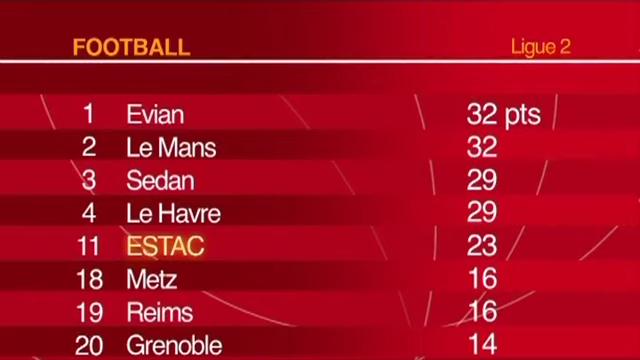 FOOTBALL Ligue 2
1 Evian 32 pts
2 Le Mans 32
3 Sedan 29
4 Le Havre 29
11 ESTAC 23
18 Metz 16
19 Reims 16
20 Grenoble 14